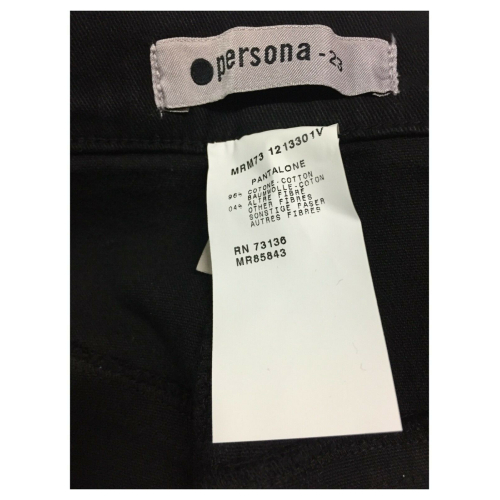 persona - 23
MRM73 1213301V
PANTALONE
96% COTONE-COTTON
BAUMWOLLE-COTON
04% ALTRE FIBRE
OTHER FIBRES
SONSTIGE FASER
AUTRES FIBRES
RN 73136
MR85843